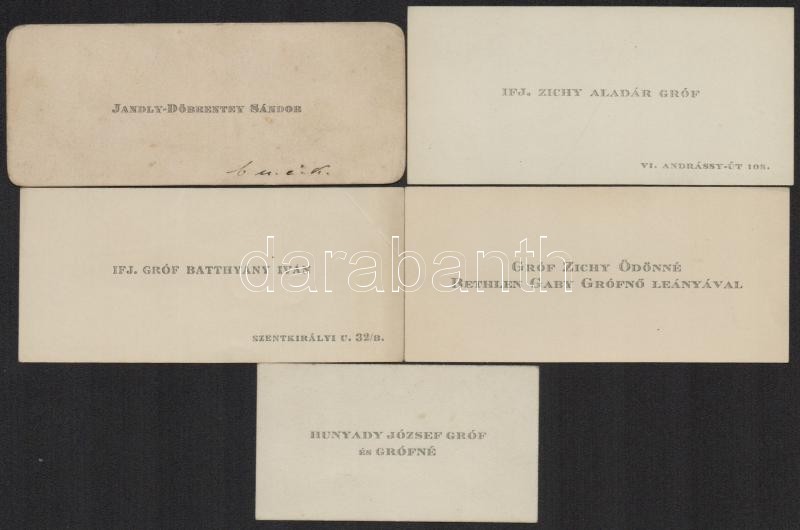 JANDLY-DÖBRENTEY SÁNDOR
IFJ. ZICHY ALADÁR GRÓF
VI. ANDRÁSSY-ÚT 105.
IFJ. GRÓF BATTHYÁNY IVÁN
SZENTKIRÁLYI U. 32/B.
GRÓF ZICHY ÖDÖNNÉ
BETHLEN GABY GRÓFNŐ LEÁNYÁVAL
darabanth
HUNYADY JÓZSEF GRÓF
ÉS GRÓFNÉ